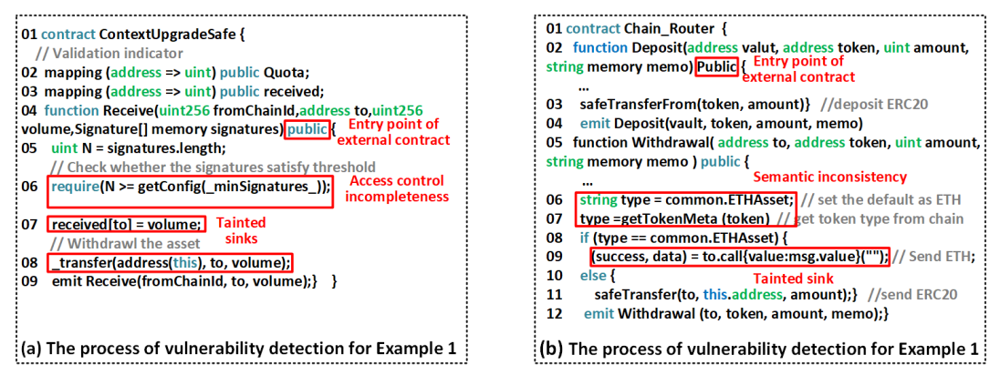 01 contract ContextUpgradeSafe {
// Validation indicator
02 mapping (address => uint) public Quota;
03 mapping (address => uint) public received;
04 function Receive(uint256 fromChainId,address to,uint256
volume,Signature[] memory signatures) public {
Entry point of
external contract
05 uint N = signatures.length;
// Check whether the signatures satisfy threshold
06 require(N >= getConfig(_minSignatures_));
Access control
incompleteness
07 received[to] = volume;
Tainted
sinks
// Withdrawl the asset
08 _transfer(address(this), to, volume);
09 emit Receive(fromChainId, to, volume);} }
(a) The process of vulnerability detection for Example 1
01 contract Chain_Router {
02 function Deposit(address valut, address token, uint amount,
string memory memo) Public {
Entry point of
external contract
...
03 safeTransferFrom(token, amount)} //deposit ERC20
04 emit Deposit(vault, token, amount, memo)
05 function Withdrawal( address to, address token, uint amount,
string memory memo ) public {
... Semantic inconsistency
06 string type = common.ETHAsset; // set the default as ETH
07 type =getTokenMeta (token) // get token type from chain
08 if (type == common.ETHAsset) {
09 (success, data) = to.call{value:msg.value}(""); // Send ETH;
10 else { Tainted sink
11 safeTransfer(to, this.address, amount);} //send ERC20
12 emit Withdrawal (to, token, amount, memo);}
(b) The process of vulnerability detection for Example 1